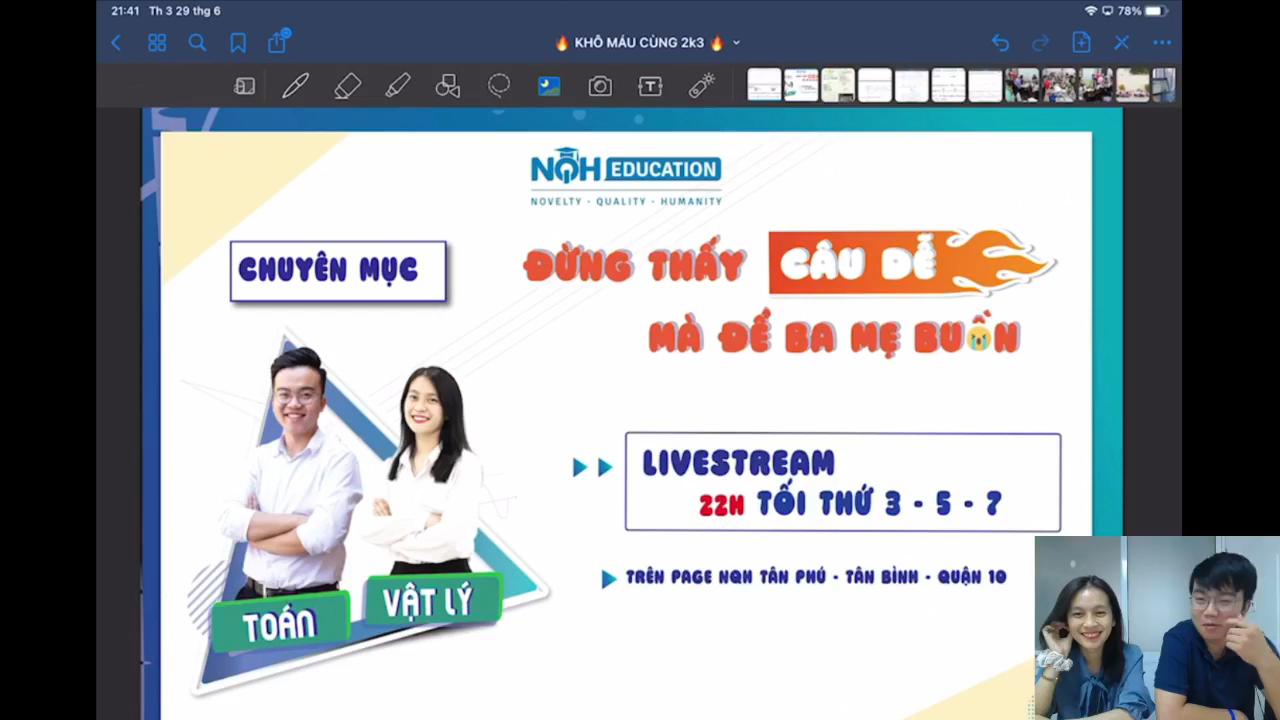 21:41 Th 3 29 thg 6
78%
🔥 KHÔ MÁU CÙNG 2k3 🔥
NQH EDUCATION
NOVELTY - QUALITY - HUMANITY
CHUYÊN MỤC
ĐỪNG THẤY CÂU DỄ
MÀ ĐỂ BA MẸ BUỒN
LIVESTREAM
22H TỐI THỨ 3 - 5 - 7
TRÊN PAGE NQH TÂN PHÚ - TÂN BÌNH - QUẬN 10
TOÁN
VẬT LÝ